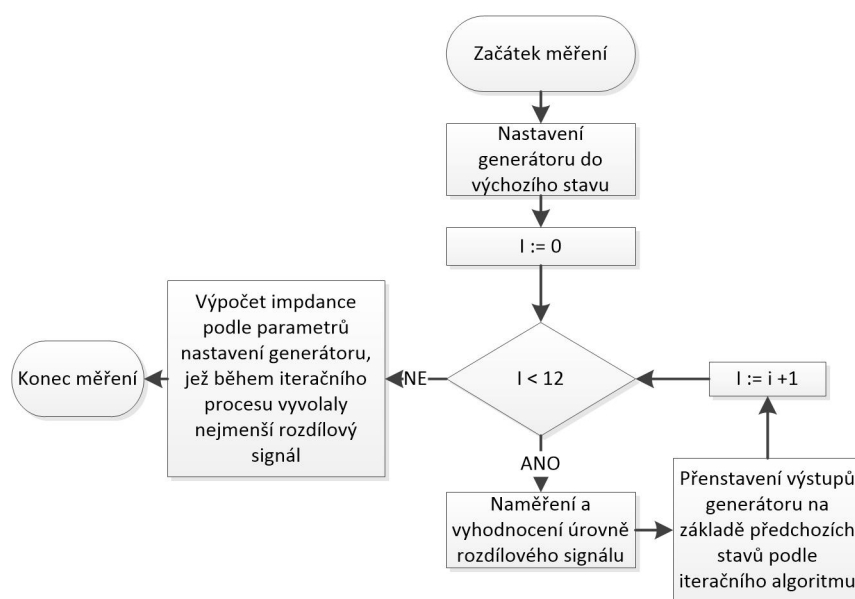 Začátek měření
Nastavení
generátoru do
výchozího stavu
I := 0
I < 12
NE
Výpočet impdance
podle parametrů
nastavení generátoru,
jež během iteračního
procesu vyvolaly
nejmenší rozdílový
signál
Konec měření
ANO
Naměření a
vyhodnocení úrovně
rozdílového signálu
Přenstavení výstupů
generátoru na
základě předchozích
stavů podle
iteračního algoritmu
I := i +1